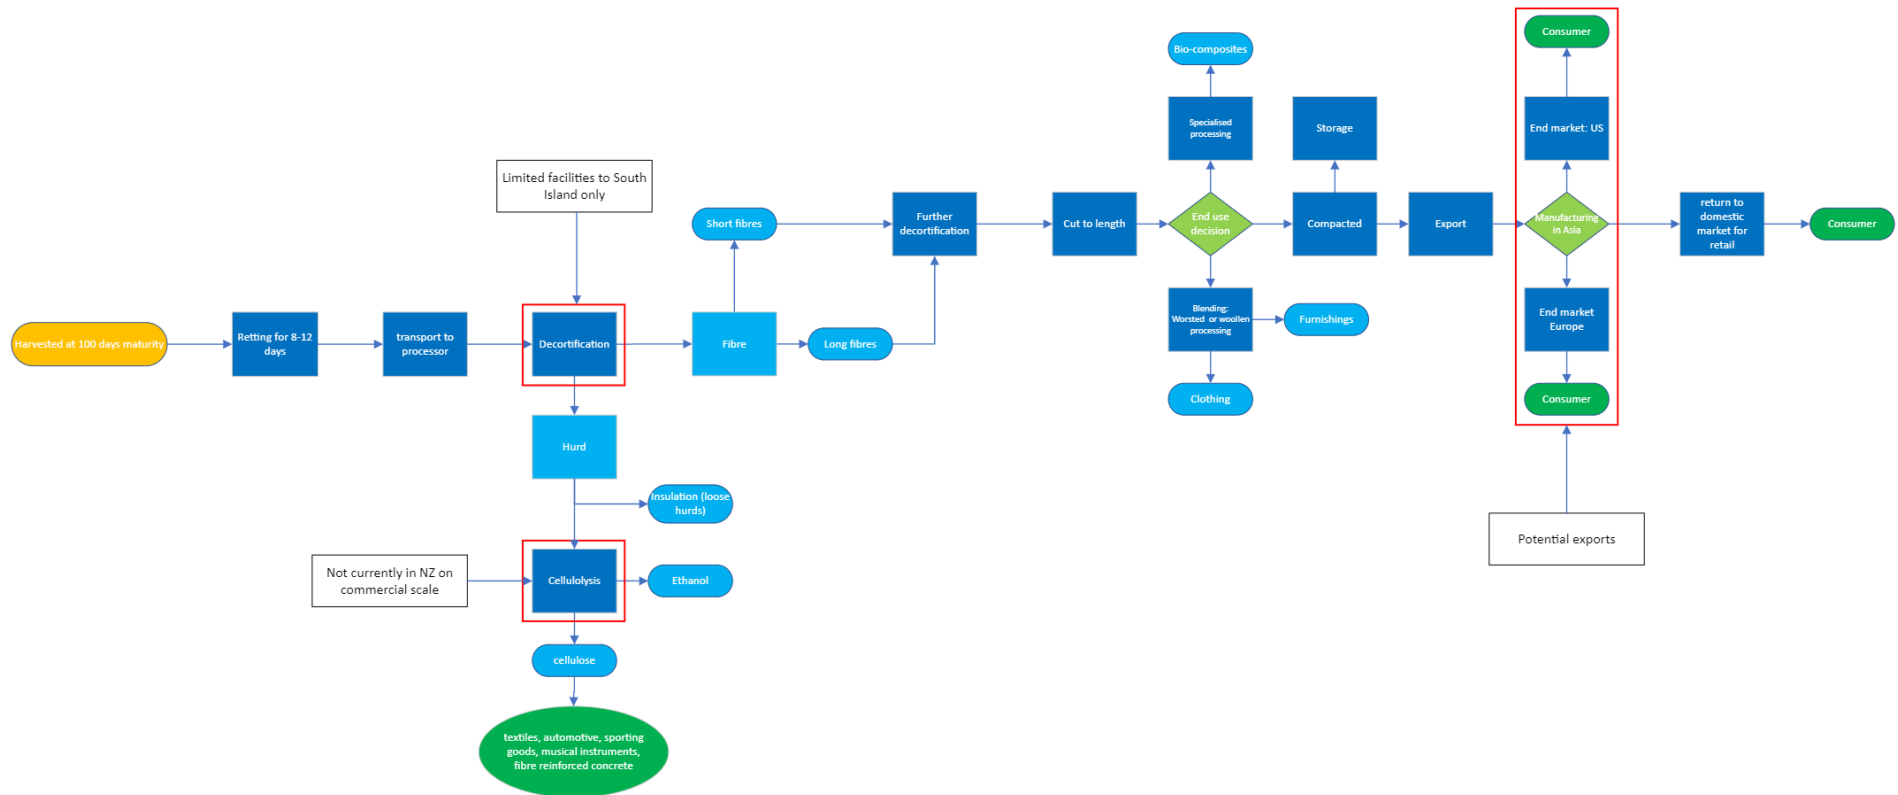 Consumer
Bio-composites
Specialised
processing
Storage
End market: US
Limited facilities to South
Island only
Short fibres
Further
decortification
Cut to length
End use
decision
Compacted
Export
Manufacturing
in Asia
return to
domestic
market for
retail
Consumer
Harvested at 100 days maturity
Retting for 8-12
days
transport to
processor
Decortification
Fibre
Long fibres
Blending:
Worsted or woollen
processing
Furnishings
End market
Europe
Clothing
Consumer
Hurd
Insulation (loose
hurds)
Potential exports
Not currently in NZ on
commercial scale
Cellulolysis
Ethanol
cellulose
textiles, automotive, sporting
goods, musical instruments,
fibre reinforced concrete